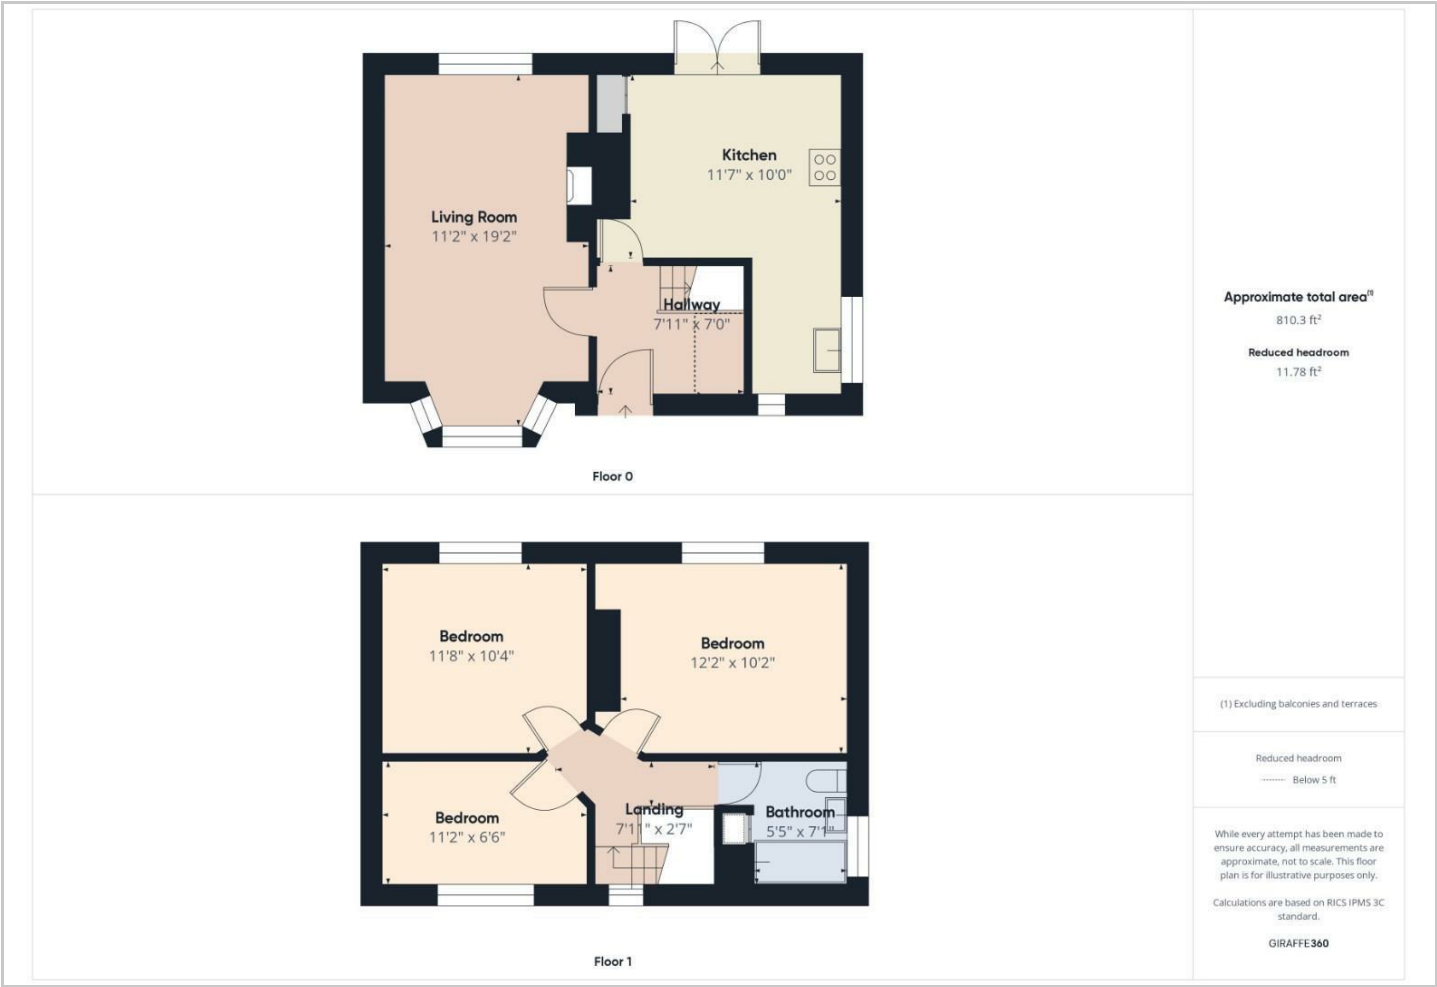 Kitchen
11'7" x 10'0"
Living Room
11'2" x 19'2"
Hallway
7'11" x 7'0"
Floor 0
Bedroom
11'8" x 10'4"
Bedroom
12'2" x 10'2"
Bedroom
11'2" x 6'6"
Landing
7'11" x 2'7"
Bathroom
5'5" x 7'1"
Floor 1
Approximate total area(1)
810.3 ft²
Reduced headroom
11.78 ft²
(1) Excluding balconies and terraces
Reduced headroom
Below 5 ft
While every attempt has been made to
ensure accuracy, all measurements are
approximate, not to scale. This floor
plan is for illustrative purposes only.
Calculations are based on RICS IPMS 3C
standard.
GIRAFFE360